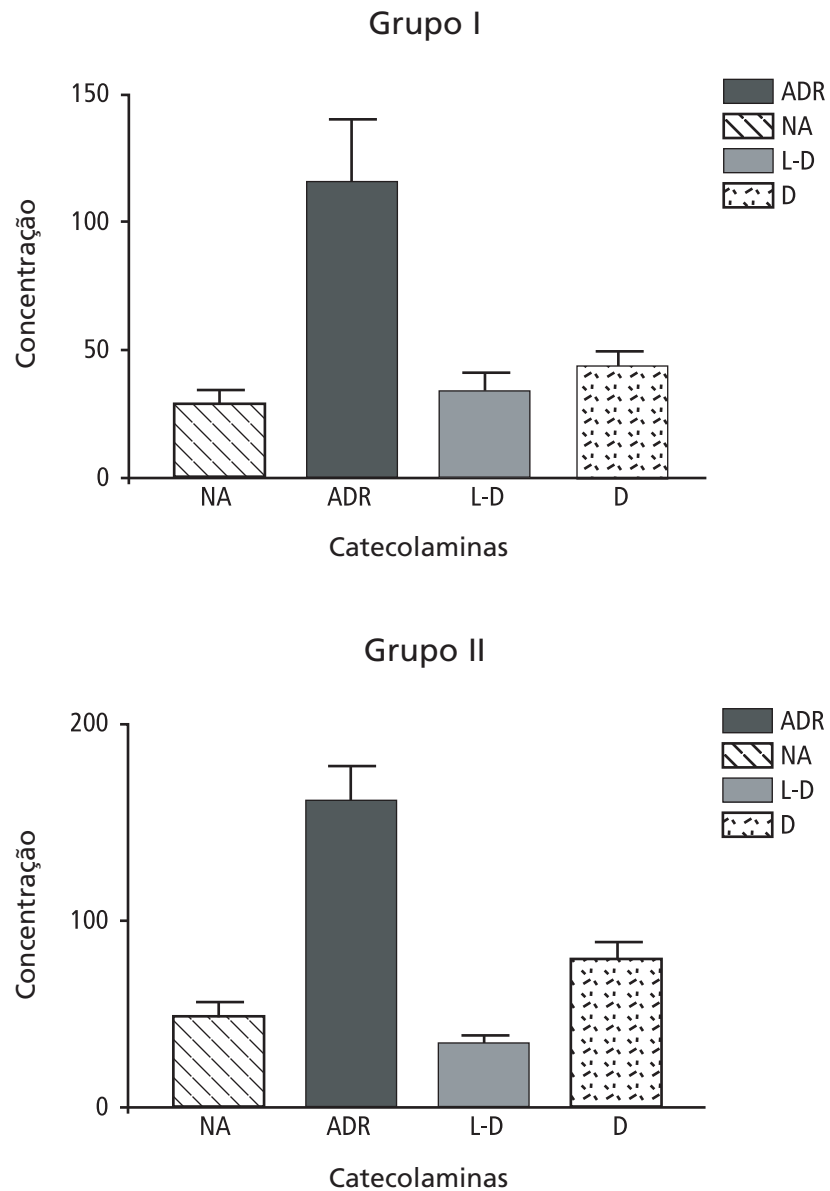 Grupo I
150
100
50
0
Concentração
NA ADR L-D D
Catecolaminas
ADR
NA
L-D
D
Grupo II
200
100
0
Concentração
NA ADR L-D D
Catecolaminas
ADR
NA
L-D
D